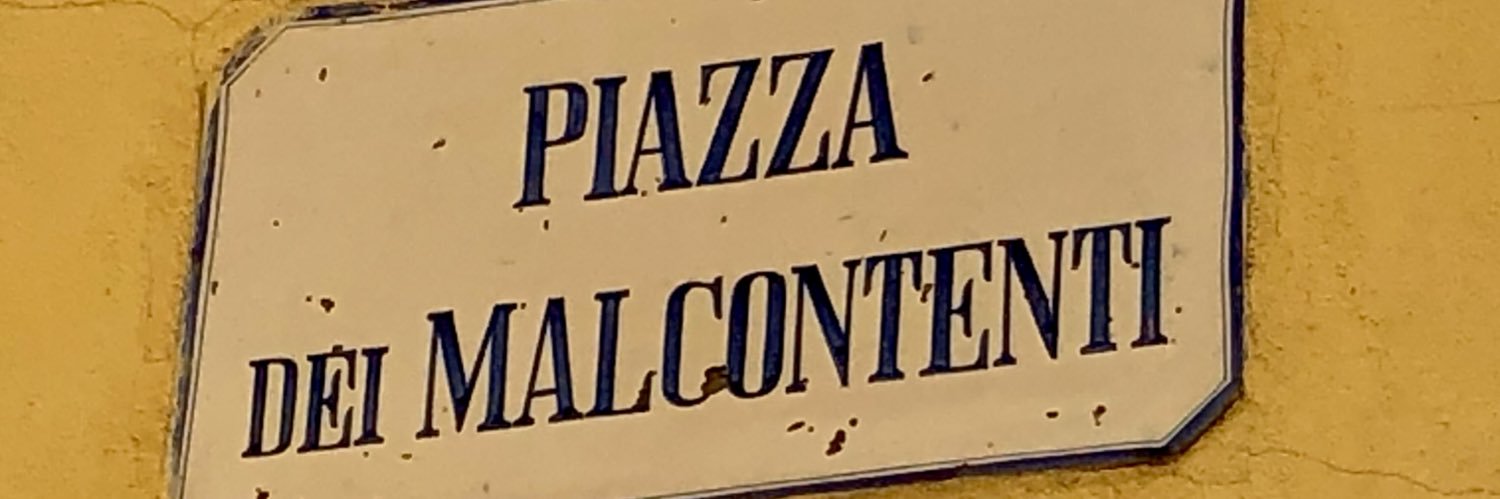 PIAZZA
DEI MALCONTENTI